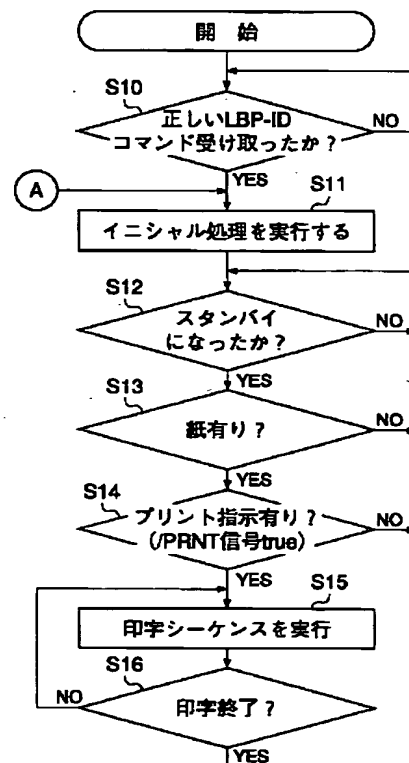 開 始
S10
正しいLBP-ID
コマンド受け取ったか？
NO
YES
A
S11
イニシャル処理を実行する
S12
スタンバイ
になったか？
NO
YES
S13
紙有り？
NO
YES
S14
プリント指示有り？
(/PRNT信号true)
NO
YES
S15
印字シーケンスを実行
S16
印字終了？
NO
YES